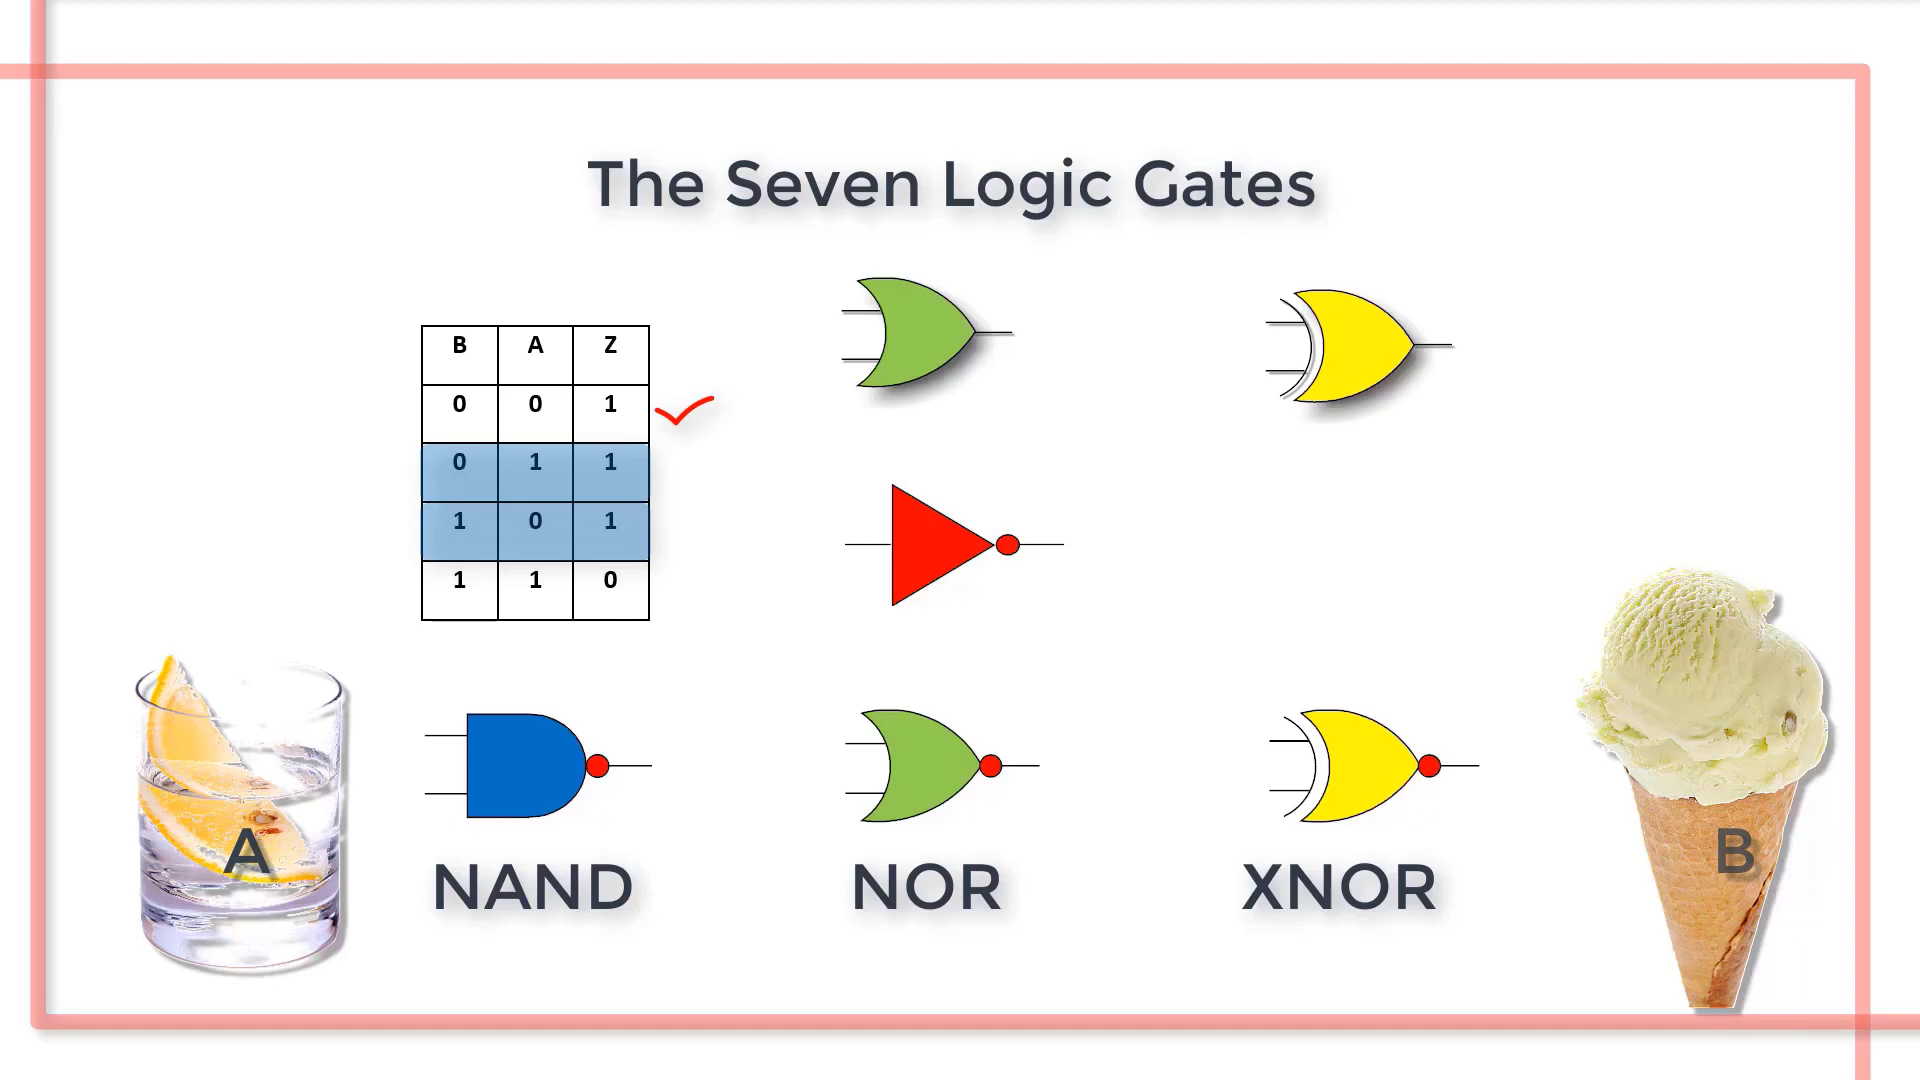 The Seven Logic Gates
B A Z
0 0 1
0 1 1
1 0 1
1 1 0
A
B
NAND NOR XNOR